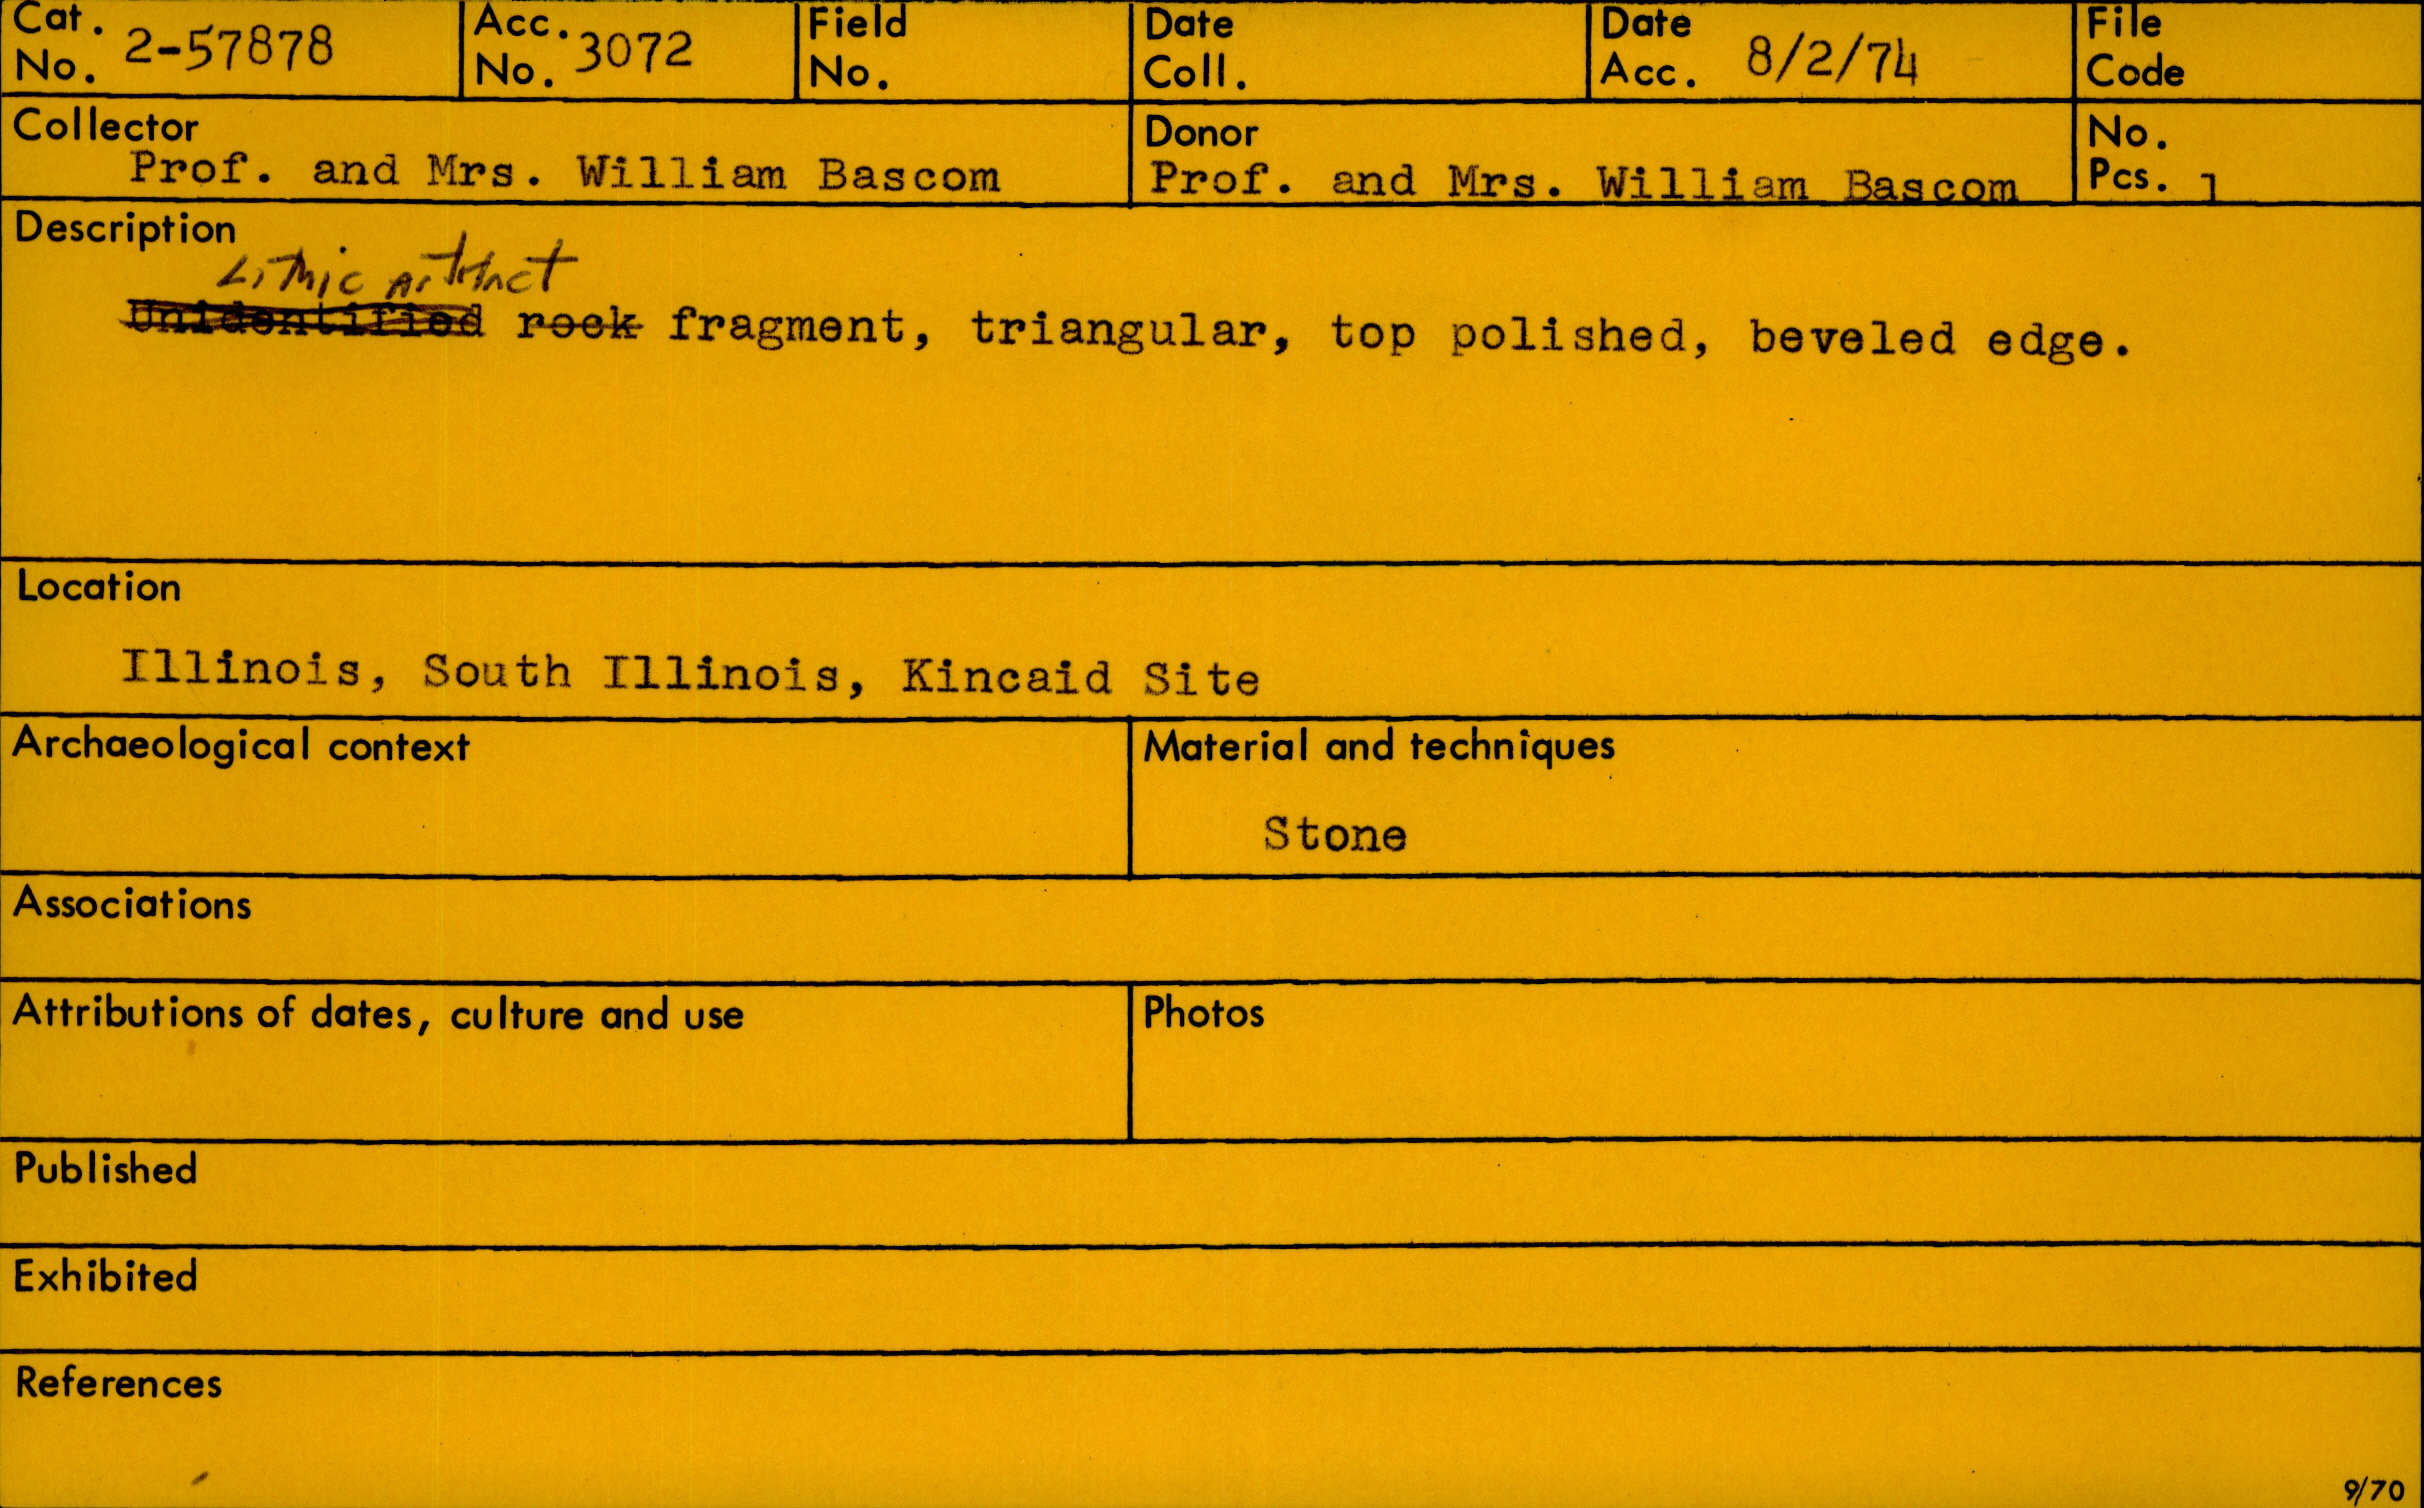 Cat. No. 2-57878
Acc. No. 3072
Field No.
Date Coll.
Date Acc. 8/2/74
File Code
Collector
Prof. and Mrs. William Bascom
Donor
Prof. and Mrs. William Bascom
No. Pcs. 1
Description
Lithic Artifact
Unidentified rock fragment, triangular, top polished, beveled edge.
Location
Illinois, South Illinois, Kincaid Site
Archaeological context
Material and techniques
Stone
Associations
Attributions of dates, culture and use
Photos
Published
Exhibited
References
9/70